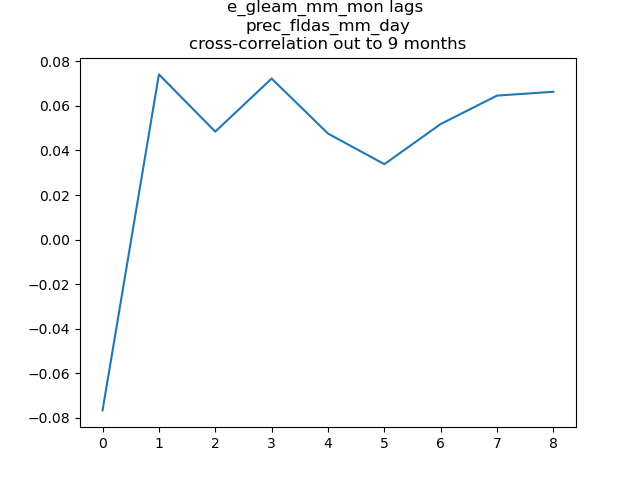 e_gleam_mm_mon lags
prec_fldas_mm_day
cross-correlation out to 9 months
0.08
0.06
0.04
0.02
0.00
−0.02
−0.04
−0.06
−0.08
0 1 2 3 4 5 6 7 8